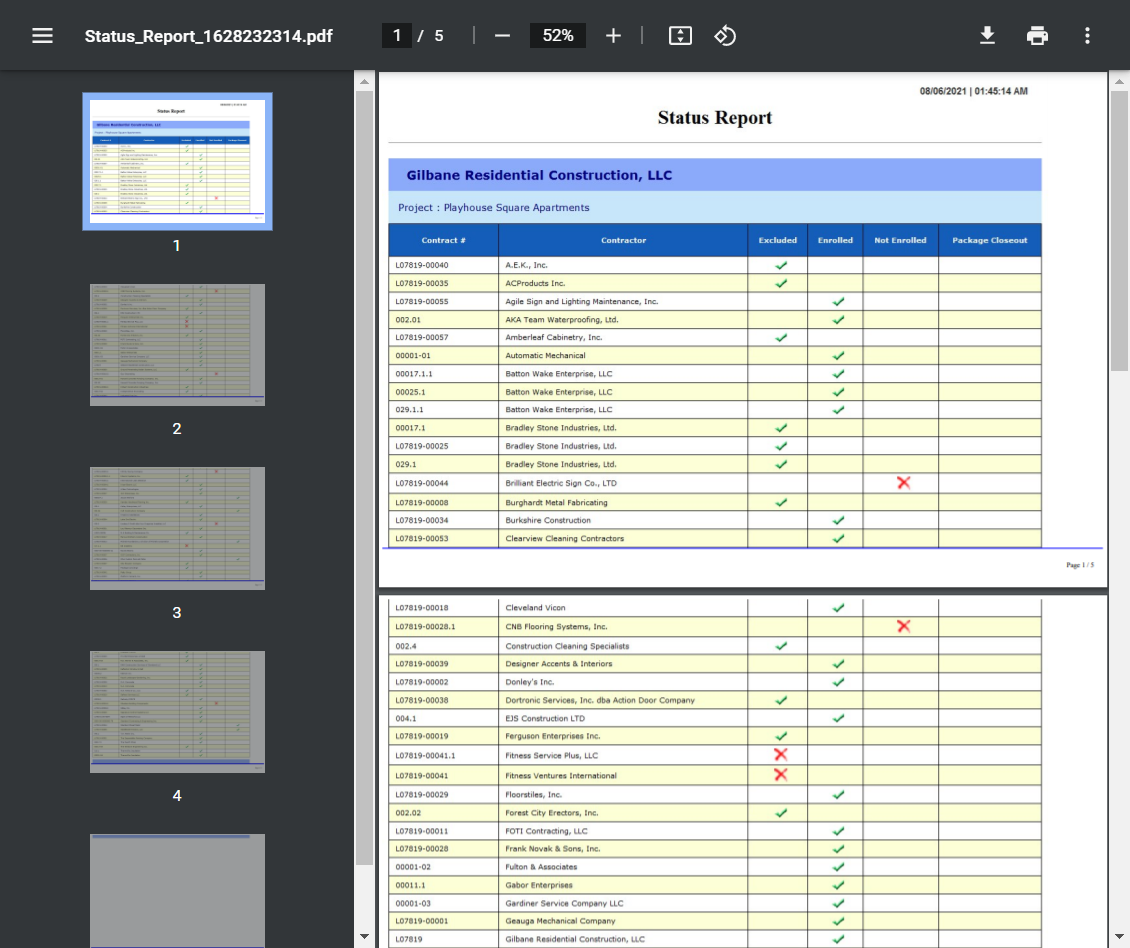 Status_Report_1628232314.pdf
1 / 5
52%
1
2
3
4
08/06/2021 | 01:45:14 AM
Status Report
Gilbane Residential Construction, LLC
Project : Playhouse Square Apartments
Contract # Contractor Excluded Enrolled Not Enrolled Package Closeout
L07819-00040 A.E.K., Inc.
L07819-00035 ACProducts Inc.
L07819-00055 Agile Sign and Lighting Maintenance, Inc.
002.01 AKA Team Waterproofing, Ltd.
L07819-00057 Amberleaf Cabinetry, Inc.
00001-01 Automatic Mechanical
00017.1.1 Batton Wake Enterprise, LLC
00025.1 Batton Wake Enterprise, LLC
029.1.1 Batton Wake Enterprise, LLC
00017.1 Bradley Stone Industries, Ltd.
L07819-00025 Bradley Stone Industries, Ltd.
029.1 Bradley Stone Industries, Ltd.
L07819-00044 Brilliant Electric Sign Co., LTD
L07819-00008 Burghardt Metal Fabricating
L07819-00034 Burkshire Construction
L07819-00053 Clearview Cleaning Contractors
Page 1 / 5
L07819-00018 Cleveland Vicon
L07819-00028.1 CNB Flooring Systems, Inc.
002.4 Construction Cleaning Specialists
L07819-00039 Designer Accents & Interiors
L07819-00002 Donley's Inc.
L07819-00038 Dortronic Services, Inc. dba Action Door Company
004.1 EJS Construction LTD
L07819-00019 Ferguson Enterprises Inc.
L07819-00041.1 Fitness Service Plus, LLC
L07819-00041 Fitness Ventures International
L07819-00029 Floorstiles, Inc.
002.02 Forest City Erectors, Inc.
L07819-00011 FOTI Contracting, LLC
L07819-00028 Frank Novak & Sons, Inc.
00001-02 Fulton & Associates
00011.1 Gabor Enterprises
00001-03 Gardiner Service Company LLC
L07819-00001 Geauga Mechanical Company
L07819 Gilbane Residential Construction, LLC